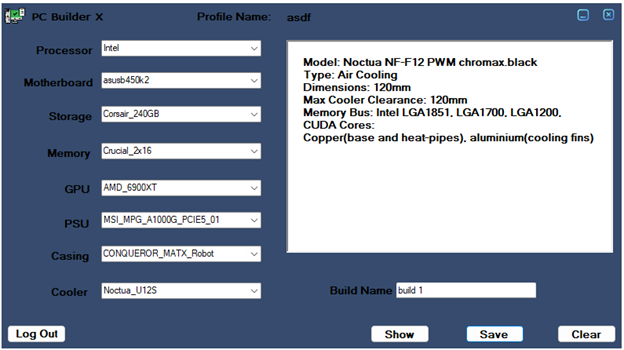 PC Builder X
Profile Name: asdf
Processor Intel
Motherboard asusb450k2
Storage Corsair_240GB
Memory Crucial_2x16
GPU AMD_6900XT
PSU MSI_MPG_A1000G_PCIE5_01
Casing CONQUEROR_MATX_Robot
Cooler Noctua_U12S
Model: Noctua NF-F12 PWM chromax.black
Type: Air Cooling
Dimensions: 120mm
Max Cooler Clearance: 120mm
Memory Bus: Intel LGA1851, LGA1700, LGA1200,
CUDA Cores:
Copper(base and heat-pipes), aluminium(cooling fins)
Build Name build 1
Log Out
Show
Save
Clear